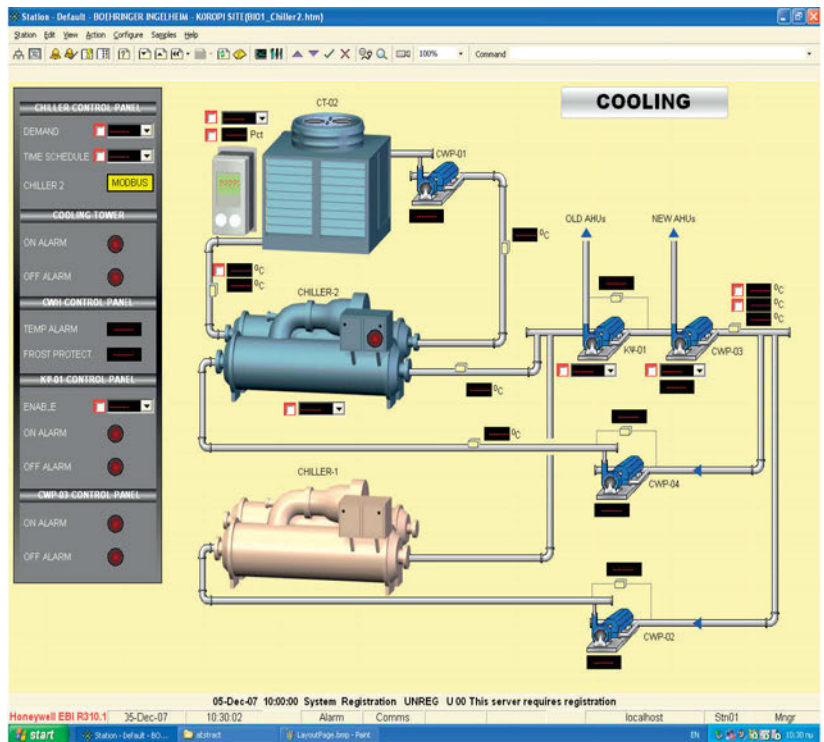 Station - Default - BOEHRINGER INGELHEIM - KOROPI SITE(BI01_Chiller2.htm)
Station Edit View Action Configure Samples Help
100% Command
COOLING
CHILLER CONTROL PANEL
DEMAND
TIME SCHEDULE
CHILLER 2 MODBUS
COOLING TOWER
ON ALARM
OFF ALARM
CWH CONTROL PANEL
TEMP ALARM
FROST PROTECT.
KΨ-01 CONTROL PANEL
ENABLE
ON ALARM
OFF ALARM
CWP-03 CONTROL PANEL
ON ALARM
OFF ALARM
CT-02
Pct
CWP-01
⁰C
⁰C
⁰C
OLD AHUs NEW AHUs
⁰C
⁰C
⁰C
CHILLER-2
KΨ-01
CWP-03
⁰C
⁰C
CWP-04
CHILLER-1
CWP-02
05-Dec-07 10:00:00 System Registration UNREG U 00 This server requires registration
Honeywell EBI R310.1 05-Dec-07 10:30:02 Alarm Comms localhost Stn01 Mngr
start Station - Default - BO... abstract LayoutPage.bmp - Paint EN 10:30 πμ